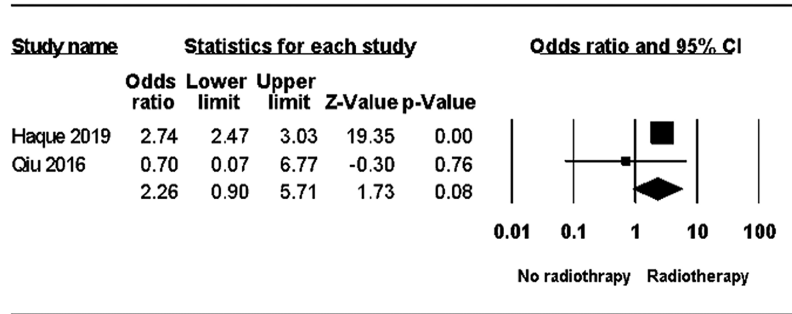 Study name Statistics for each study Odds ratio and 95% CI
Odds Lower Upper
ratio limit limit Z-Value p-Value
Haque 2019 2.74 2.47 3.03 19.35 0.00
Qiu 2016 0.70 0.07 6.77 -0.30 0.76
2.26 0.90 5.71 1.73 0.08
0.01 0.1 1 10 100
No radiothrapy Radiotherapy